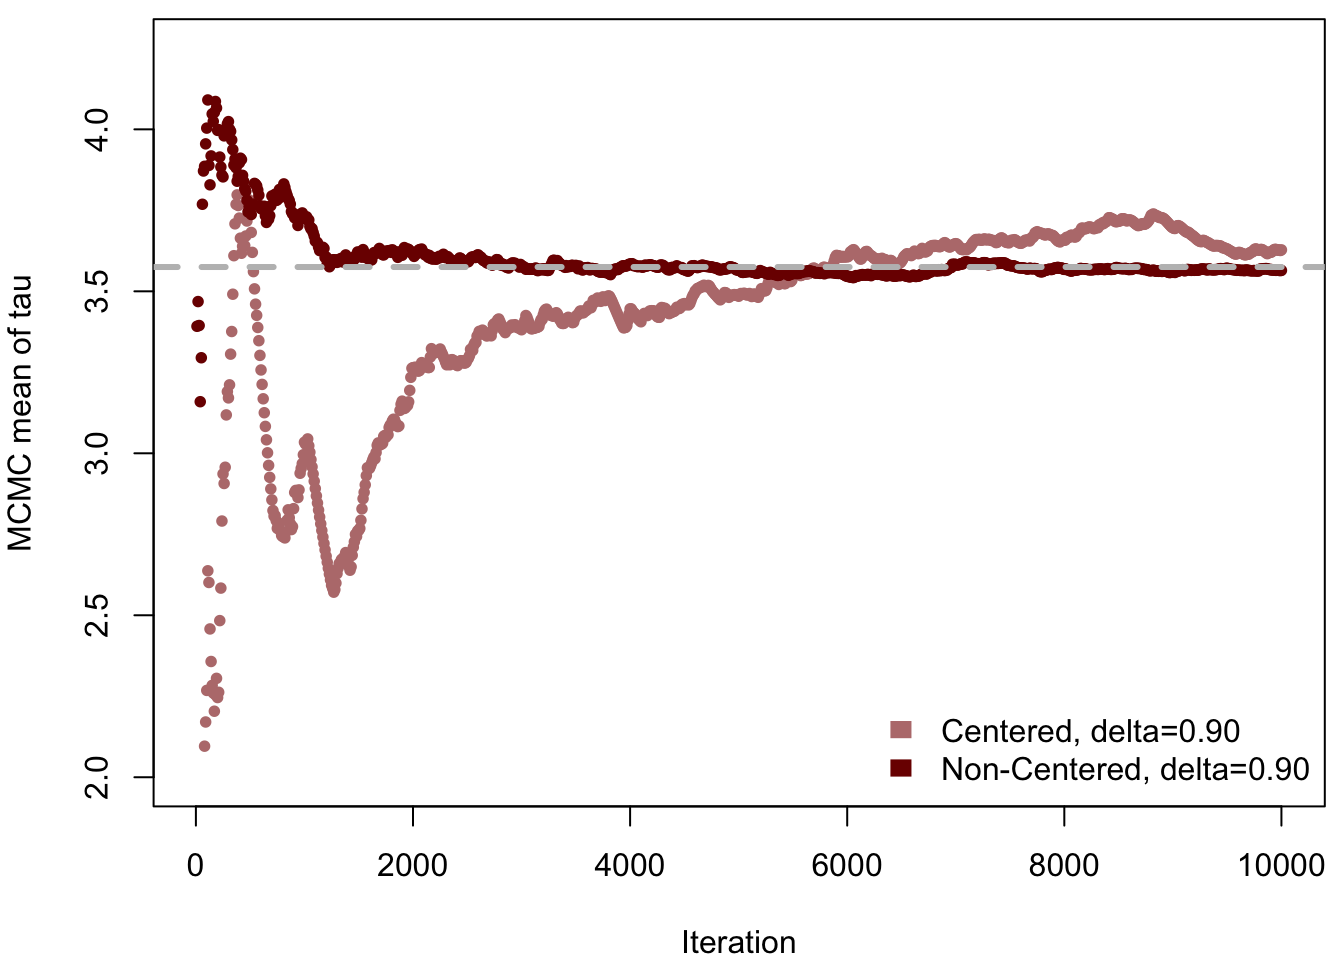 MCMC mean of tau
4.0
3.5
3.0
2.5
2.0
Centered, delta=0.90
Non-Centered, delta=0.90
0 2000 4000 6000 8000 10000
Iteration